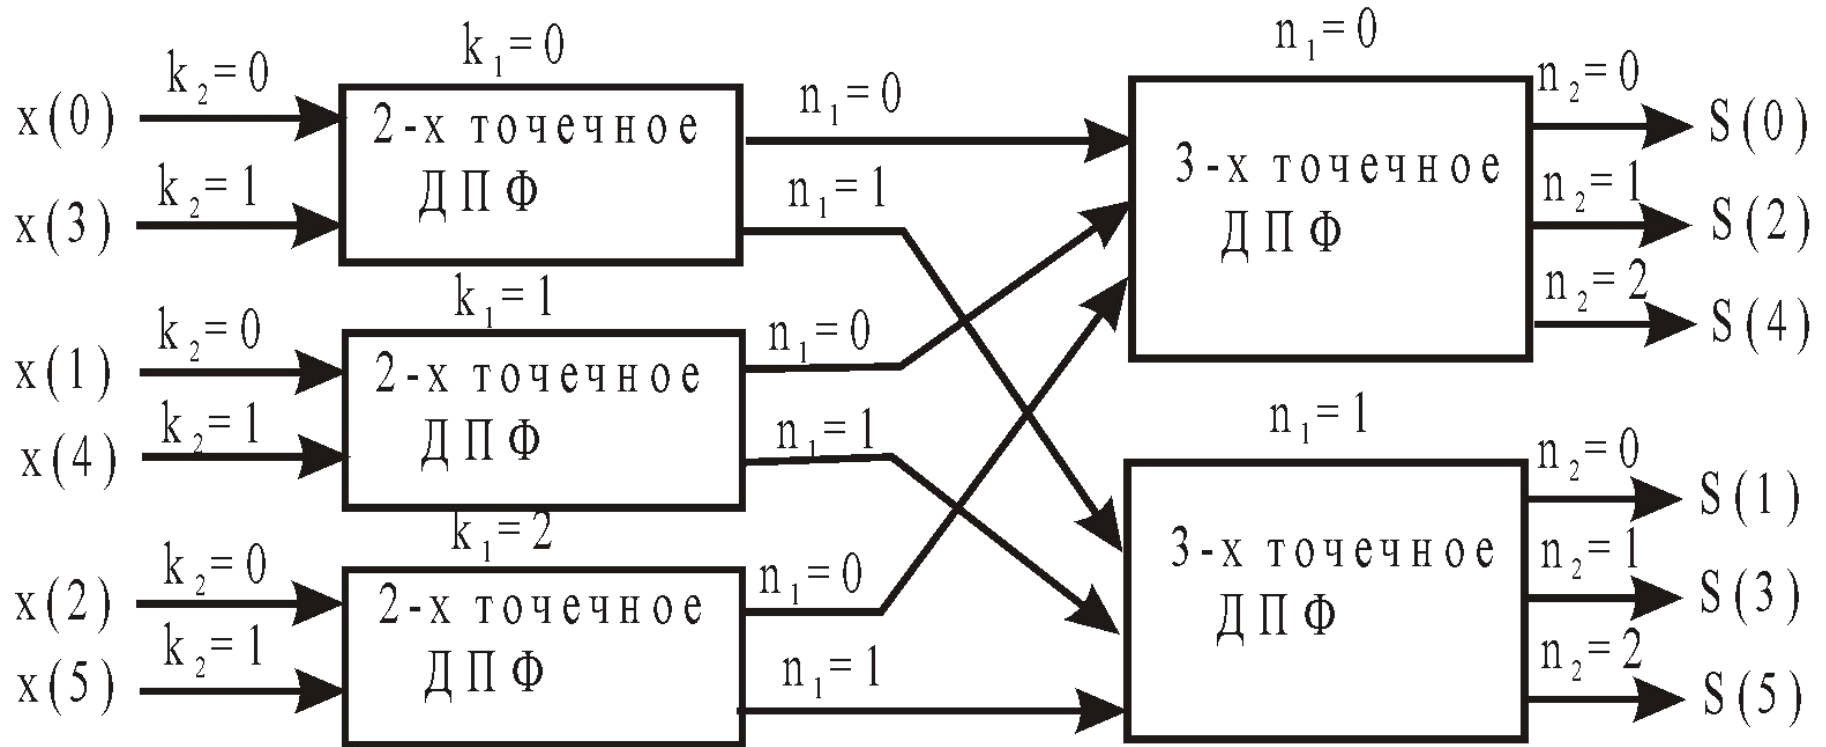 k₁=0
k₂=0
x(0)
2-х точечное
ДПФ
k₂=1
x(3)
n₁=0
n₁=1
k₁=1
k₂=0
x(1)
2-х точечное
ДПФ
k₂=1
x(4)
n₁=0
n₁=1
k₁=2
k₂=0
x(2)
2-х точечное
ДПФ
k₂=1
x(5)
n₁=0
n₁=1
n₁=0
3-х точечное
ДПФ
n₂=0
S(0)
n₂=1
S(2)
n₂=2
S(4)
n₁=1
3-х точечное
ДПФ
n₂=0
S(1)
n₂=1
S(3)
n₂=2
S(5)